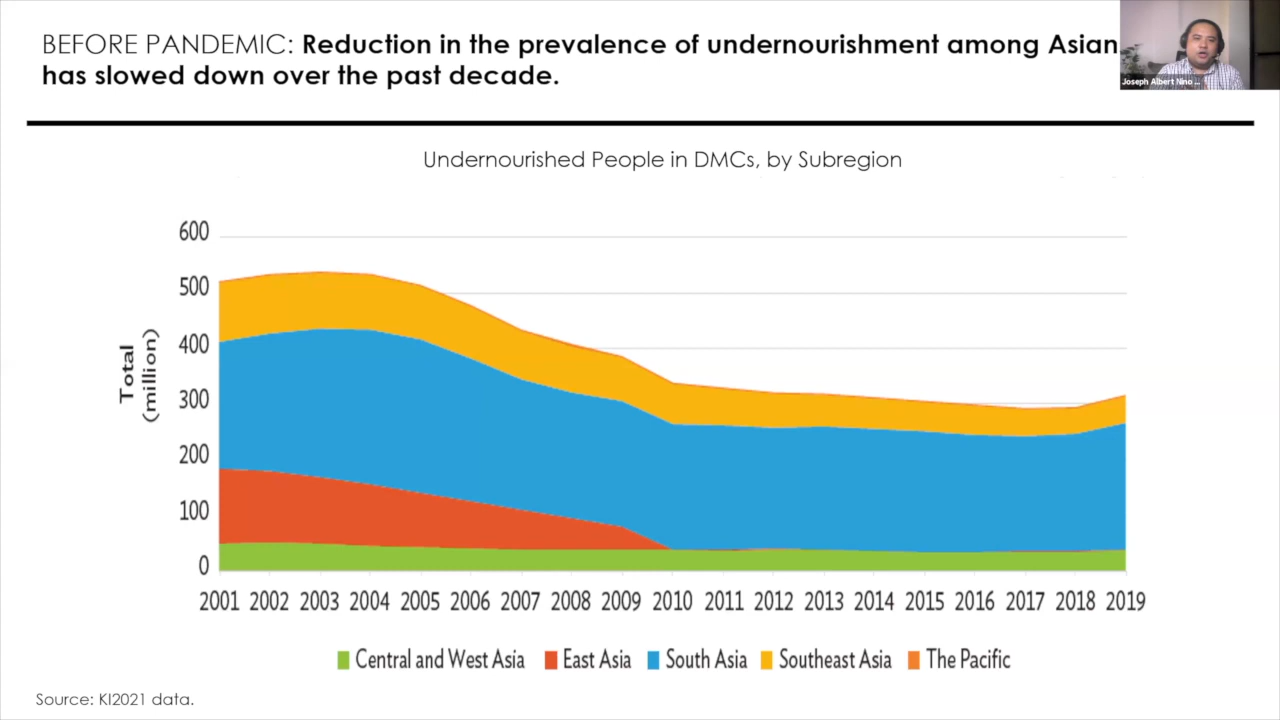 BEFORE PANDEMIC: Reduction in the prevalence of undernourishment among Asian
has slowed down over the past decade.
Joseph Albert Nino ...
Undernourished People in DMCs, by Subregion
Total
(million)
600
500
400
300
200
100
0
2001 2002 2003 2004 2005 2006 2007 2008 2009 2010 2011 2012 2013 2014 2015 2016 2017 2018 2019
Central and West Asia East Asia South Asia Southeast Asia The Pacific
Source: KI2021 data.